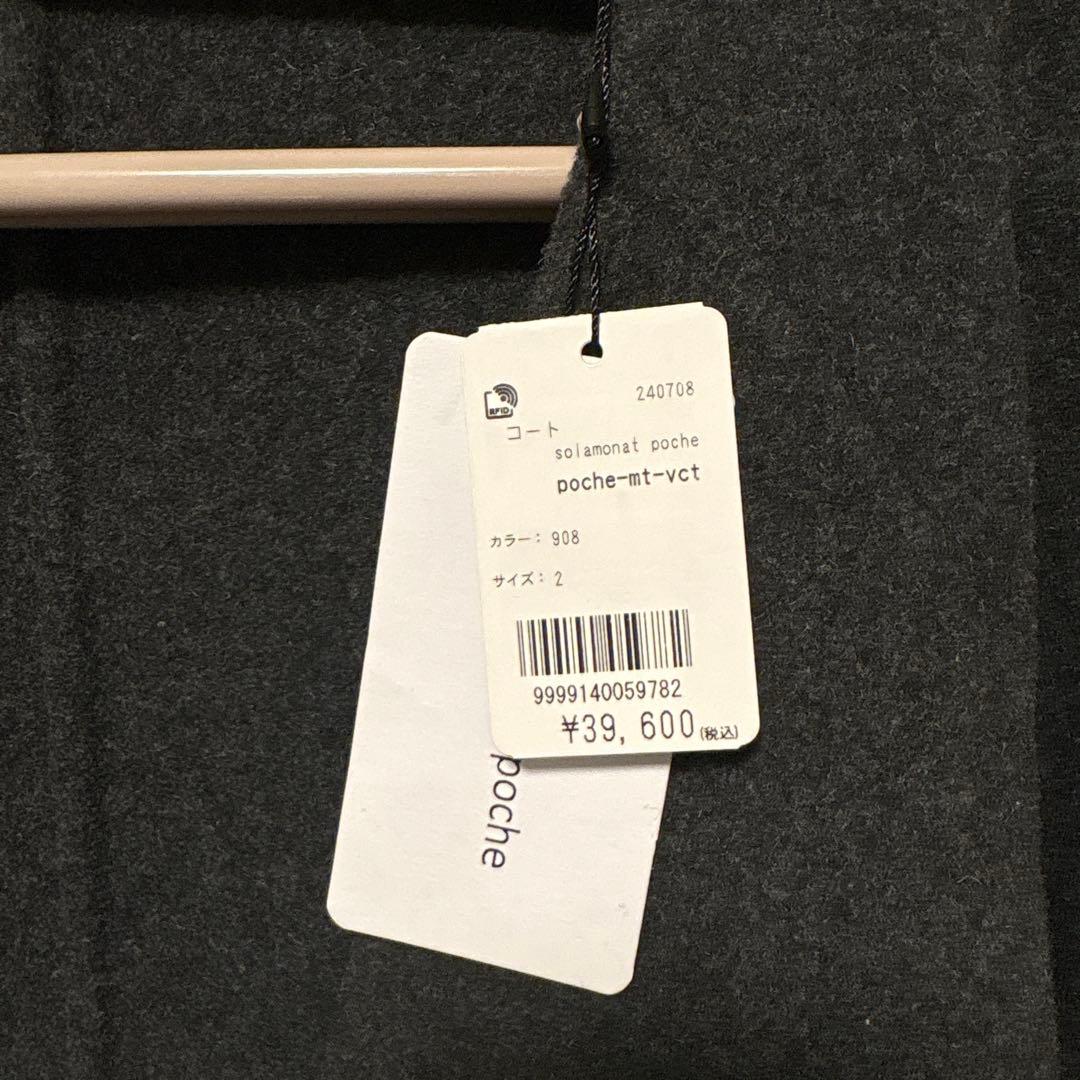 240708
RFID
コート
solamonat poche
poche-mt-vct
カラー: 908
サイズ: 2
9999140059782
¥39,600(税込)
poche